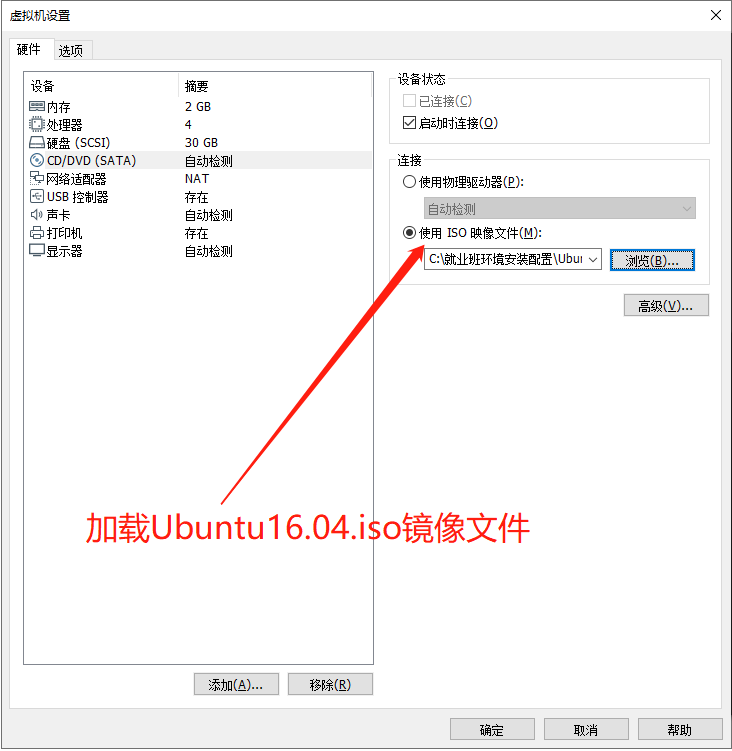 虚拟机设置
硬件 选项
设备 摘要
内存 2 GB
处理器 4
硬盘 (SCSI) 30 GB
CD/DVD (SATA) 自动检测
网络适配器 NAT
USB 控制器 存在
声卡 自动检测
打印机 存在
显示器 自动检测
设备状态
已连接(C)
启动时连接(O)
连接
使用物理驱动器(P):
自动检测
使用 ISO 映像文件(M):
C:\就业班环境安装配置\Ubu
浏览(B)...
高级(V)...
加载Ubuntu16.04.iso镜像文件
添加(A)... 移除(R)
确定 取消 帮助